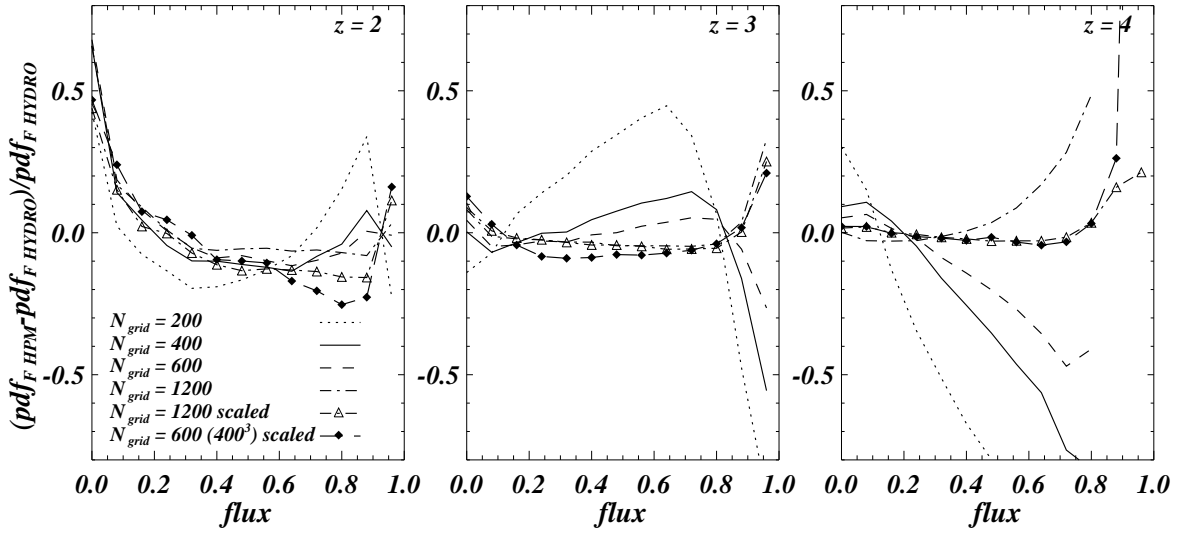 z = 2
z = 3
z = 4
(pdf_F HPM-pdf_F HYDRO)/pdf_F HYDRO
0.5
0.0
-0.5
0.5
0.0
-0.5
0.5
0.0
-0.5
N_grid = 200
N_grid = 400
N_grid = 600
N_grid = 1200
N_grid = 1200 scaled
N_grid = 600 (400³) scaled
0.0 0.2 0.4 0.6 0.8 1.0
0.0 0.2 0.4 0.6 0.8 1.0
0.0 0.2 0.4 0.6 0.8 1.0
flux
flux
flux